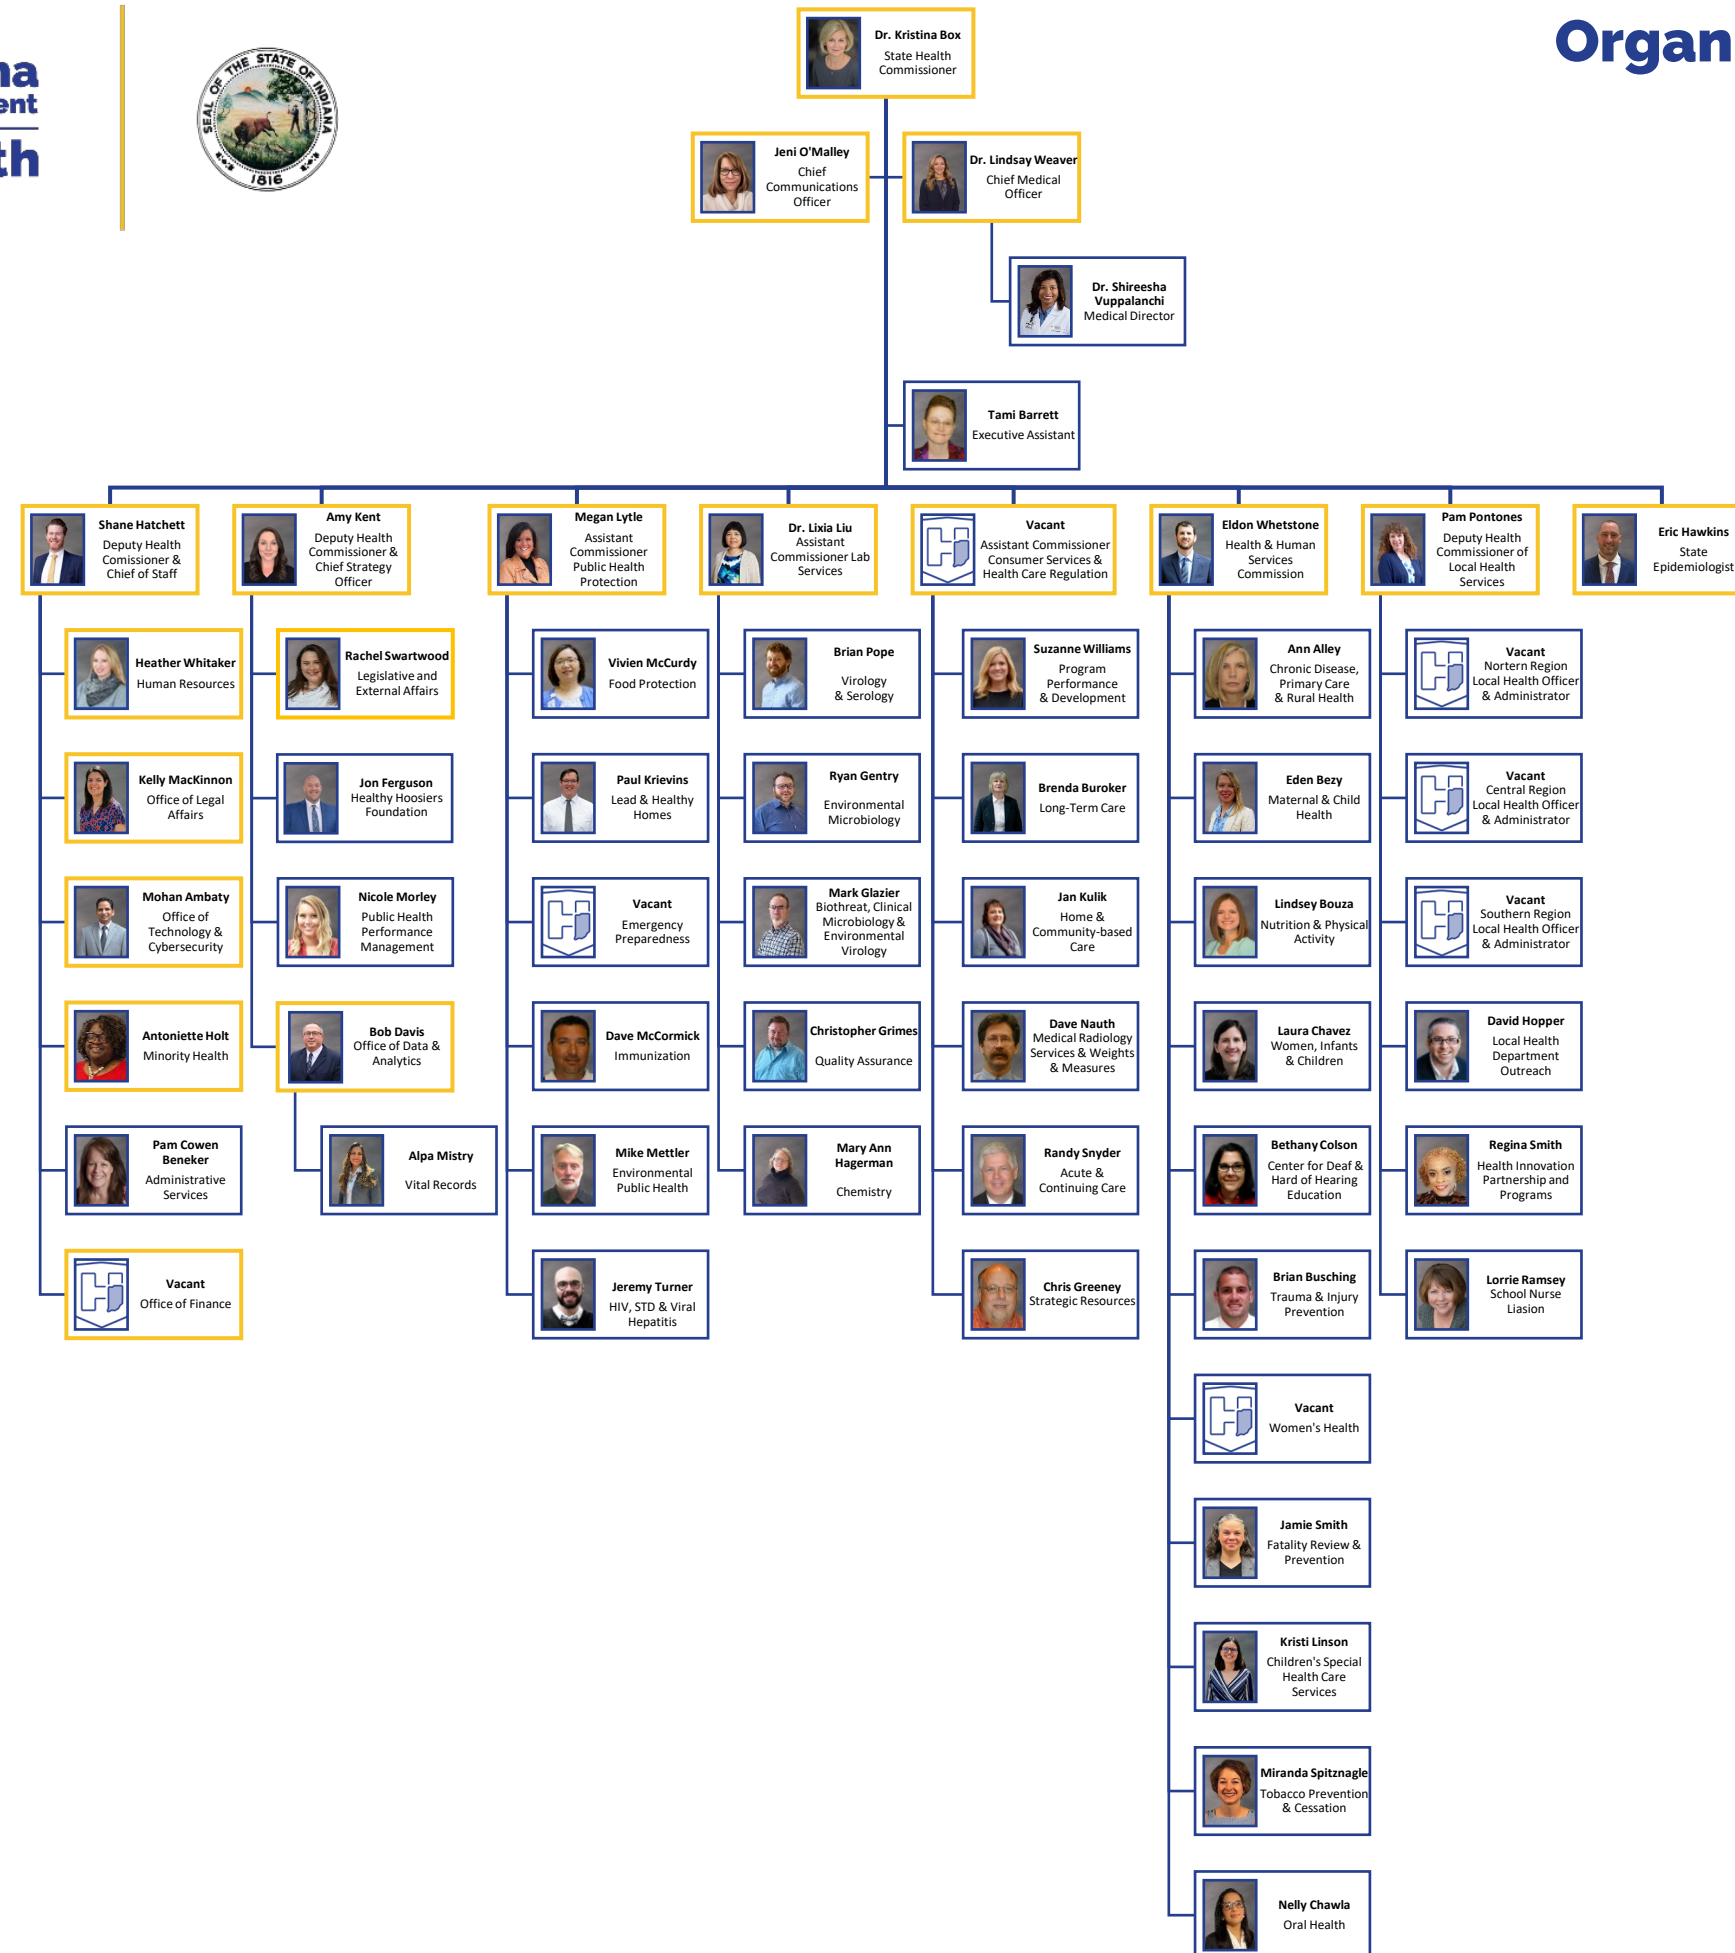 na
ent
th
SEAL OF THE STATE OF INDIANA
1816
Organ
Dr. Kristina Box
State Health
Commissioner
Jeni O'Malley
Chief
Communications
Officer
Dr. Lindsay Weaver
Chief Medical
Officer
Dr. Shireesha
Vuppalanchi
Medical Director
Tami Barrett
Executive Assistant
Shane Hatchett
Deputy Health
Comissioner &
Chief of Staff
Heather Whitaker
Human Resources
Kelly MacKinnon
Office of Legal
Affairs
Mohan Ambaty
Office of
Technology &
Cybersecurity
Antoniette Holt
Minority Health
Pam Cowen
Beneker
Administrative
Services
Vacant
Office of Finance
Amy Kent
Deputy Health
Commissioner &
Chief Strategy
Officer
Rachel Swartwood
Legislative and
External Affairs
Jon Ferguson
Healthy Hoosiers
Foundation
Nicole Morley
Public Health
Performance
Management
Bob Davis
Office of Data &
Analytics
Alpa Mistry
Vital Records
Megan Lytle
Assistant
Commissioner
Public Health
Protection
Vivien McCurdy
Food Protection
Paul Krievins
Lead & Healthy
Homes
Vacant
Emergency
Preparedness
Dave McCormick
Immunization
Mike Mettler
Environmental
Public Health
Jeremy Turner
HIV, STD & Viral
Hepatitis
Dr. Lixia Liu
Assistant
Commissioner Lab
Services
Brian Pope
Virology
& Serology
Ryan Gentry
Environmental
Microbiology
Mark Glazier
Biothreat, Clinical
Microbiology &
Environmental
Virology
Christopher Grimes
Quality Assurance
Mary Ann
Hagerman
Chemistry
Vacant
Assistant Commissioner
Consumer Services &
Health Care Regulation
Suzanne Williams
Program
Performance
& Development
Brenda Buroker
Long-Term Care
Jan Kulik
Home &
Community-based
Care
Dave Nauth
Medical Radiology
Services & Weights
& Measures
Randy Snyder
Acute &
Continuing Care
Chris Greeney
Strategic Resources
Eldon Whetstone
Health & Human
Services
Commission
Ann Alley
Chronic Disease,
Primary Care
& Rural Health
Eden Bezy
Maternal & Child
Health
Lindsey Bouza
Nutrition & Physical
Activity
Laura Chavez
Women, Infants
& Children
Bethany Colson
Center for Deaf &
Hard of Hearing
Education
Brian Busching
Trauma & Injury
Prevention
Vacant
Women's Health
Jamie Smith
Fatality Review &
Prevention
Kristi Linson
Children's Special
Health Care
Services
Miranda Spitznagle
Tobacco Prevention
& Cessation
Nelly Chawla
Oral Health
Pam Pontones
Deputy Health
Commissioner of
Local Health
Services
Vacant
Nortern Region
Local Health Officer
& Administrator
Vacant
Central Region
Local Health Officer
& Administrator
Vacant
Southern Region
Local Health Officer
& Administrator
David Hopper
Local Health
Department
Outreach
Regina Smith
Health Innovation
Partnership and
Programs
Lorrie Ramsey
School Nurse
Liasion
Eric Hawkins
State
Epidemiologist